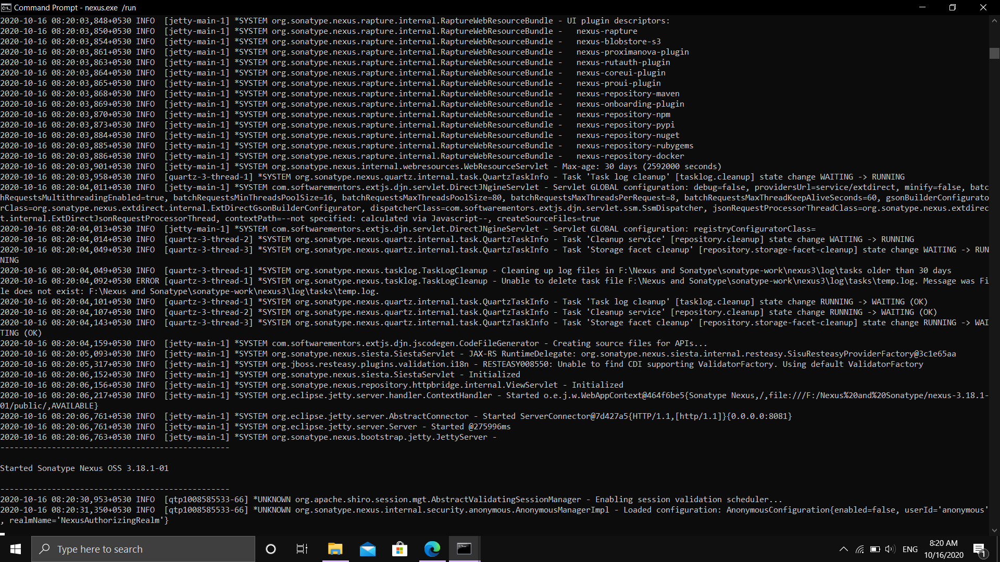 Command Prompt - nexus.exe  /run
2020-10-16 08:20:03,848+0530 INFO  [jetty-main-1] *SYSTEM org.sonatype.nexus.rapture.internal.RaptureWebResourceBundle - UI plugin descriptors:
2020-10-16 08:20:03,850+0530 INFO  [jetty-main-1] *SYSTEM org.sonatype.nexus.rapture.internal.RaptureWebResourceBundle -   nexus-rapture
2020-10-16 08:20:03,854+0530 INFO  [jetty-main-1] *SYSTEM org.sonatype.nexus.rapture.internal.RaptureWebResourceBundle -   nexus-blobstore-s3
2020-10-16 08:20:03,861+0530 INFO  [jetty-main-1] *SYSTEM org.sonatype.nexus.rapture.internal.RaptureWebResourceBundle -   nexus-proximanova-plugin
2020-10-16 08:20:03,863+0530 INFO  [jetty-main-1] *SYSTEM org.sonatype.nexus.rapture.internal.RaptureWebResourceBundle -   nexus-rutauth-plugin
2020-10-16 08:20:03,864+0530 INFO  [jetty-main-1] *SYSTEM org.sonatype.nexus.rapture.internal.RaptureWebResourceBundle -   nexus-coreui-plugin
2020-10-16 08:20:03,865+0530 INFO  [jetty-main-1] *SYSTEM org.sonatype.nexus.rapture.internal.RaptureWebResourceBundle -   nexus-proui-plugin
2020-10-16 08:20:03,868+0530 INFO  [jetty-main-1] *SYSTEM org.sonatype.nexus.rapture.internal.RaptureWebResourceBundle -   nexus-repository-maven
2020-10-16 08:20:03,869+0530 INFO  [jetty-main-1] *SYSTEM org.sonatype.nexus.rapture.internal.RaptureWebResourceBundle -   nexus-onboarding-plugin
2020-10-16 08:20:03,870+0530 INFO  [jetty-main-1] *SYSTEM org.sonatype.nexus.rapture.internal.RaptureWebResourceBundle -   nexus-repository-npm
2020-10-16 08:20:03,873+0530 INFO  [jetty-main-1] *SYSTEM org.sonatype.nexus.rapture.internal.RaptureWebResourceBundle -   nexus-repository-pypi
2020-10-16 08:20:03,884+0530 INFO  [jetty-main-1] *SYSTEM org.sonatype.nexus.rapture.internal.RaptureWebResourceBundle -   nexus-repository-nuget
2020-10-16 08:20:03,885+0530 INFO  [jetty-main-1] *SYSTEM org.sonatype.nexus.rapture.internal.RaptureWebResourceBundle -   nexus-repository-rubygems
2020-10-16 08:20:03,886+0530 INFO  [jetty-main-1] *SYSTEM org.sonatype.nexus.rapture.internal.RaptureWebResourceBundle -   nexus-repository-docker
2020-10-16 08:20:03,901+0530 INFO  [jetty-main-1] *SYSTEM org.sonatype.nexus.internal.webresources.WebResourceServlet - Max-age: 30 days (2592000 seconds)
2020-10-16 08:20:03,958+0530 INFO  [quartz-3-thread-1] *SYSTEM org.sonatype.nexus.quartz.internal.task.QuartzTaskInfo - Task 'Task log cleanup' [tasklog.cleanup] state change WAITING -> RUNNING
2020-10-16 08:20:04,011+0530 INFO  [jetty-main-1] *SYSTEM com.softwarementors.extjs.djn.servlet.DirectJNgineServlet - Servlet GLOBAL configuration: debug=false, providersUrl=service/extdirect, minify=false, batc
hRequestsMultithreadingEnabled=true, batchRequestsMinThreadsPoolSize=16, batchRequestsMaxThreadsPoolSize=80, batchRequestsMaxThreadsPerRequest=8, batchRequestsMaxThreadKeepAliveSeconds=60, gsonBuilderConfigurato
rClass=org.sonatype.nexus.extdirect.internal.ExtDirectGsonBuilderConfigurator, dispatcherClass=com.softwarementors.extjs.djn.servlet.ssm.SsmDispatcher, jsonRequestProcessorThreadClass=org.sonatype.nexus.extdirec
t.internal.ExtDirectJsonRequestProcessorThread, contextPath=--not specified: calculated via Javascript--, createSourceFiles=true
2020-10-16 08:20:04,013+0530 INFO  [jetty-main-1] *SYSTEM com.softwarementors.extjs.djn.servlet.DirectJNgineServlet - Servlet GLOBAL configuration: registryConfiguratorClass=
2020-10-16 08:20:04,014+0530 INFO  [quartz-3-thread-2] *SYSTEM org.sonatype.nexus.quartz.internal.task.QuartzTaskInfo - Task 'Cleanup service' [repository.cleanup] state change WAITING -> RUNNING
2020-10-16 08:20:04,049+0530 INFO  [quartz-3-thread-3] *SYSTEM org.sonatype.nexus.quartz.internal.task.QuartzTaskInfo - Task 'Storage facet cleanup' [repository.storage-facet-cleanup] state change WAITING -> RUN
NING
2020-10-16 08:20:04,049+0530 INFO  [quartz-3-thread-1] *SYSTEM org.sonatype.nexus.tasklog.TaskLogCleanup - Cleaning up log files in F:\Nexus and Sonatype\sonatype-work\nexus3\log\tasks older than 30 days
2020-10-16 08:20:04,092+0530 ERROR [quartz-3-thread-1] *SYSTEM org.sonatype.nexus.tasklog.TaskLogCleanup - Unable to delete task file F:\Nexus and Sonatype\sonatype-work\nexus3\log\tasks\temp.log. Message was Fi
le does not exist: F:\Nexus and Sonatype\sonatype-work\nexus3\log\tasks\temp.log.
2020-10-16 08:20:04,101+0530 INFO  [quartz-3-thread-1] *SYSTEM org.sonatype.nexus.quartz.internal.task.QuartzTaskInfo - Task 'Task log cleanup' [tasklog.cleanup] state change RUNNING -> WAITING (OK)
2020-10-16 08:20:04,107+0530 INFO  [quartz-3-thread-2] *SYSTEM org.sonatype.nexus.quartz.internal.task.QuartzTaskInfo - Task 'Cleanup service' [repository.cleanup] state change RUNNING -> WAITING (OK)
2020-10-16 08:20:04,143+0530 INFO  [quartz-3-thread-3] *SYSTEM org.sonatype.nexus.quartz.internal.task.QuartzTaskInfo - Task 'Storage facet cleanup' [repository.storage-facet-cleanup] state change RUNNING -> WAI
TING (OK)
2020-10-16 08:20:04,159+0530 INFO  [jetty-main-1] *SYSTEM com.softwarementors.extjs.djn.jscodegen.CodeFileGenerator - Creating source files for APIs...
2020-10-16 08:20:05,093+0530 INFO  [jetty-main-1] *SYSTEM org.sonatype.nexus.siesta.SiestaServlet - JAX-RS RuntimeDelegate: org.sonatype.nexus.siesta.internal.resteasy.SisuResteasyProviderFactory@3c1e65aa
2020-10-16 08:20:05,317+0530 INFO  [jetty-main-1] *SYSTEM org.jboss.resteasy.plugins.validation.i18n - RESTEASY008550: Unable to find CDI supporting ValidatorFactory. Using default ValidatorFactory
2020-10-16 08:20:06,152+0530 INFO  [jetty-main-1] *SYSTEM org.sonatype.nexus.siesta.SiestaServlet - Initialized
2020-10-16 08:20:06,156+0530 INFO  [jetty-main-1] *SYSTEM org.sonatype.nexus.repository.httpbridge.internal.ViewServlet - Initialized
2020-10-16 08:20:06,217+0530 INFO  [jetty-main-1] *SYSTEM org.eclipse.jetty.server.handler.ContextHandler - Started o.e.j.w.WebAppContext@464f6be5{Sonatype Nexus,/,file:///F:/Nexus%20and%20Sonatype/nexus-3.18.1-
01/public/,AVAILABLE}
2020-10-16 08:20:06,761+0530 INFO  [jetty-main-1] *SYSTEM org.eclipse.jetty.server.AbstractConnector - Started ServerConnector@7d427a5{HTTP/1.1,[http/1.1]}{0.0.0.0:8081}
2020-10-16 08:20:06,761+0530 INFO  [jetty-main-1] *SYSTEM org.eclipse.jetty.server.Server - Started @275996ms
2020-10-16 08:20:06,763+0530 INFO  [jetty-main-1] *SYSTEM org.sonatype.nexus.bootstrap.jetty.JettyServer -
-------------------------------------------------
Started Sonatype Nexus OSS 3.18.1-01
-------------------------------------------------
2020-10-16 08:20:30,953+0530 INFO  [qtp1008585533-66] *UNKNOWN org.apache.shiro.session.mgt.AbstractValidatingSessionManager - Enabling session validation scheduler...
2020-10-16 08:20:31,350+0530 INFO  [qtp1008585533-66] *UNKNOWN org.sonatype.nexus.internal.security.anonymous.AnonymousManagerImpl - Loaded configuration: AnonymousConfiguration{enabled=false, userId='anonymous'
, realmName='NexusAuthorizingRealm'}
Type here to search
ENG
8:20 AM
10/16/2020
1